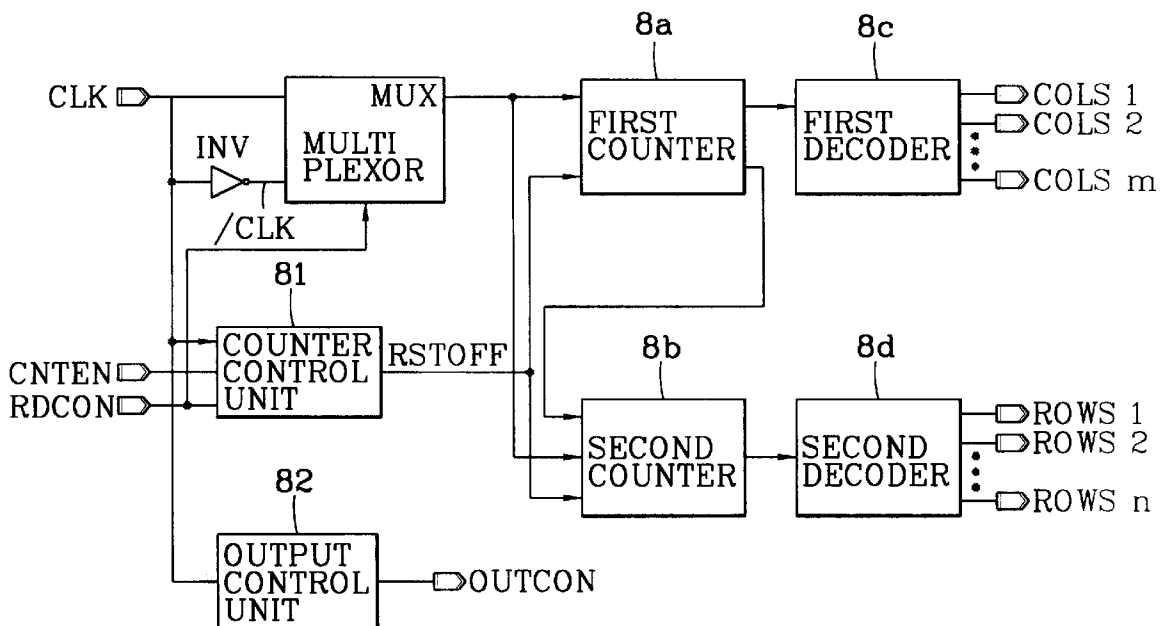 8a
8c
CLK
MUX
MULTI
PLEXOR
INV
/CLK
FIRST
COUNTER
FIRST
DECODER
COLS 1
COLS 2
COLS m
81
COUNTER
CONTROL
UNIT
CNTEN
RDCON
RSTOFF
8b
8d
SECOND
COUNTER
SECOND
DECODER
ROWS 1
ROWS 2
ROWS n
82
OUTPUT
CONTROL
UNIT
OUTCON